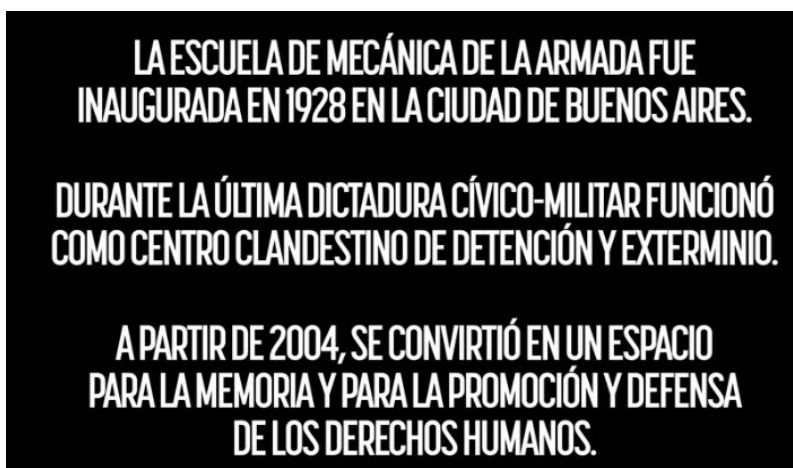 LA ESCUELA DE MECÁNICA DE LA ARMADA FUE
INAUGURADA EN 1928 EN LA CIUDAD DE BUENOS AIRES.
DURANTE LA ÚLTIMA DICTADURA CÍVICO-MILITAR FUNCIONÓ
COMO CENTRO CLANDESTINO DE DETENCIÓN Y EXTERMINIO.
A PARTIR DE 2004, SE CONVIRTIÓ EN UN ESPACIO
PARA LA MEMORIA Y PARA LA PROMOCIÓN Y DEFENSA
DE LOS DERECHOS HUMANOS.